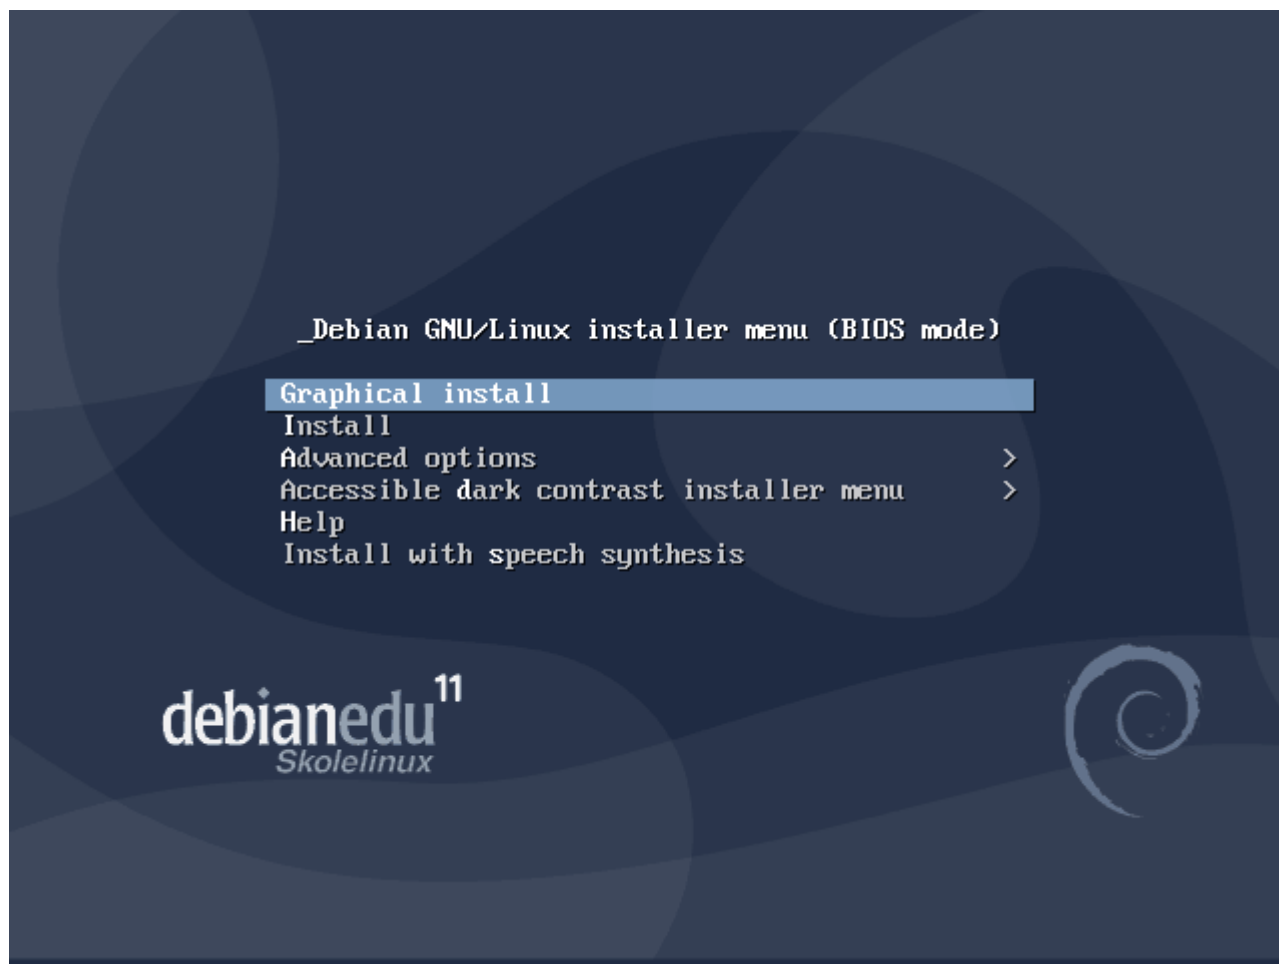 _Debian GNU/Linux installer menu (BIOS mode)
Graphical install
Install
Advanced options >
Accessible dark contrast installer menu >
Help
Install with speech synthesis
debianedu 11
Skolelinux